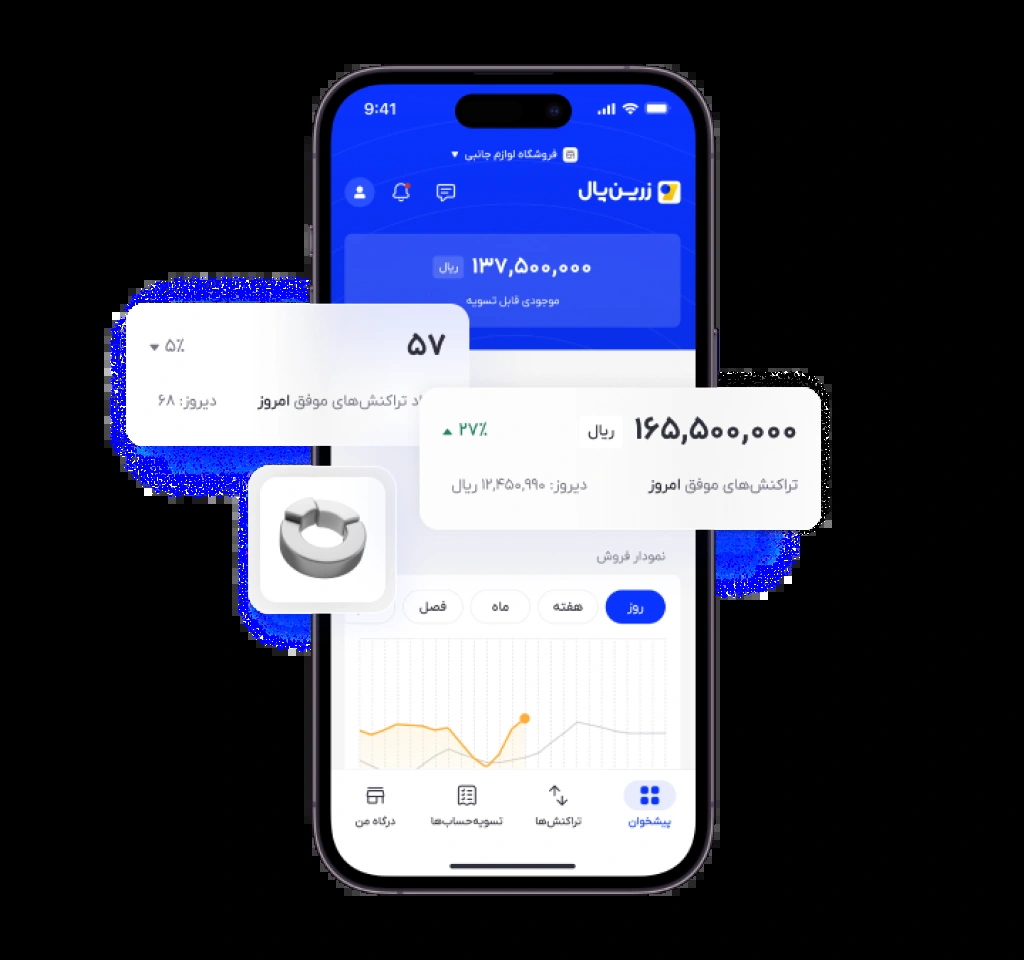 9:41
فروشگاه لوازم جانبی
زرین‌پال
۱۳۷,۵۰۰,۰۰۰ ریال
موجودی قابل تسویه
۵۷
۵٪
تراکنش‌های موفق امروز
دیروز: ۶۸
۱۶۵,۵۰۰,۰۰۰ ریال
۲۷٪
تراکنش‌های موفق امروز
دیروز: ۱۲,۴۵۰,۹۹۰ ریال
نمودار فروش
روز
هفته
ماه
فصل
پیشخوان
تراکنش‌ها
تسویه‌حساب‌ها
درگاه من